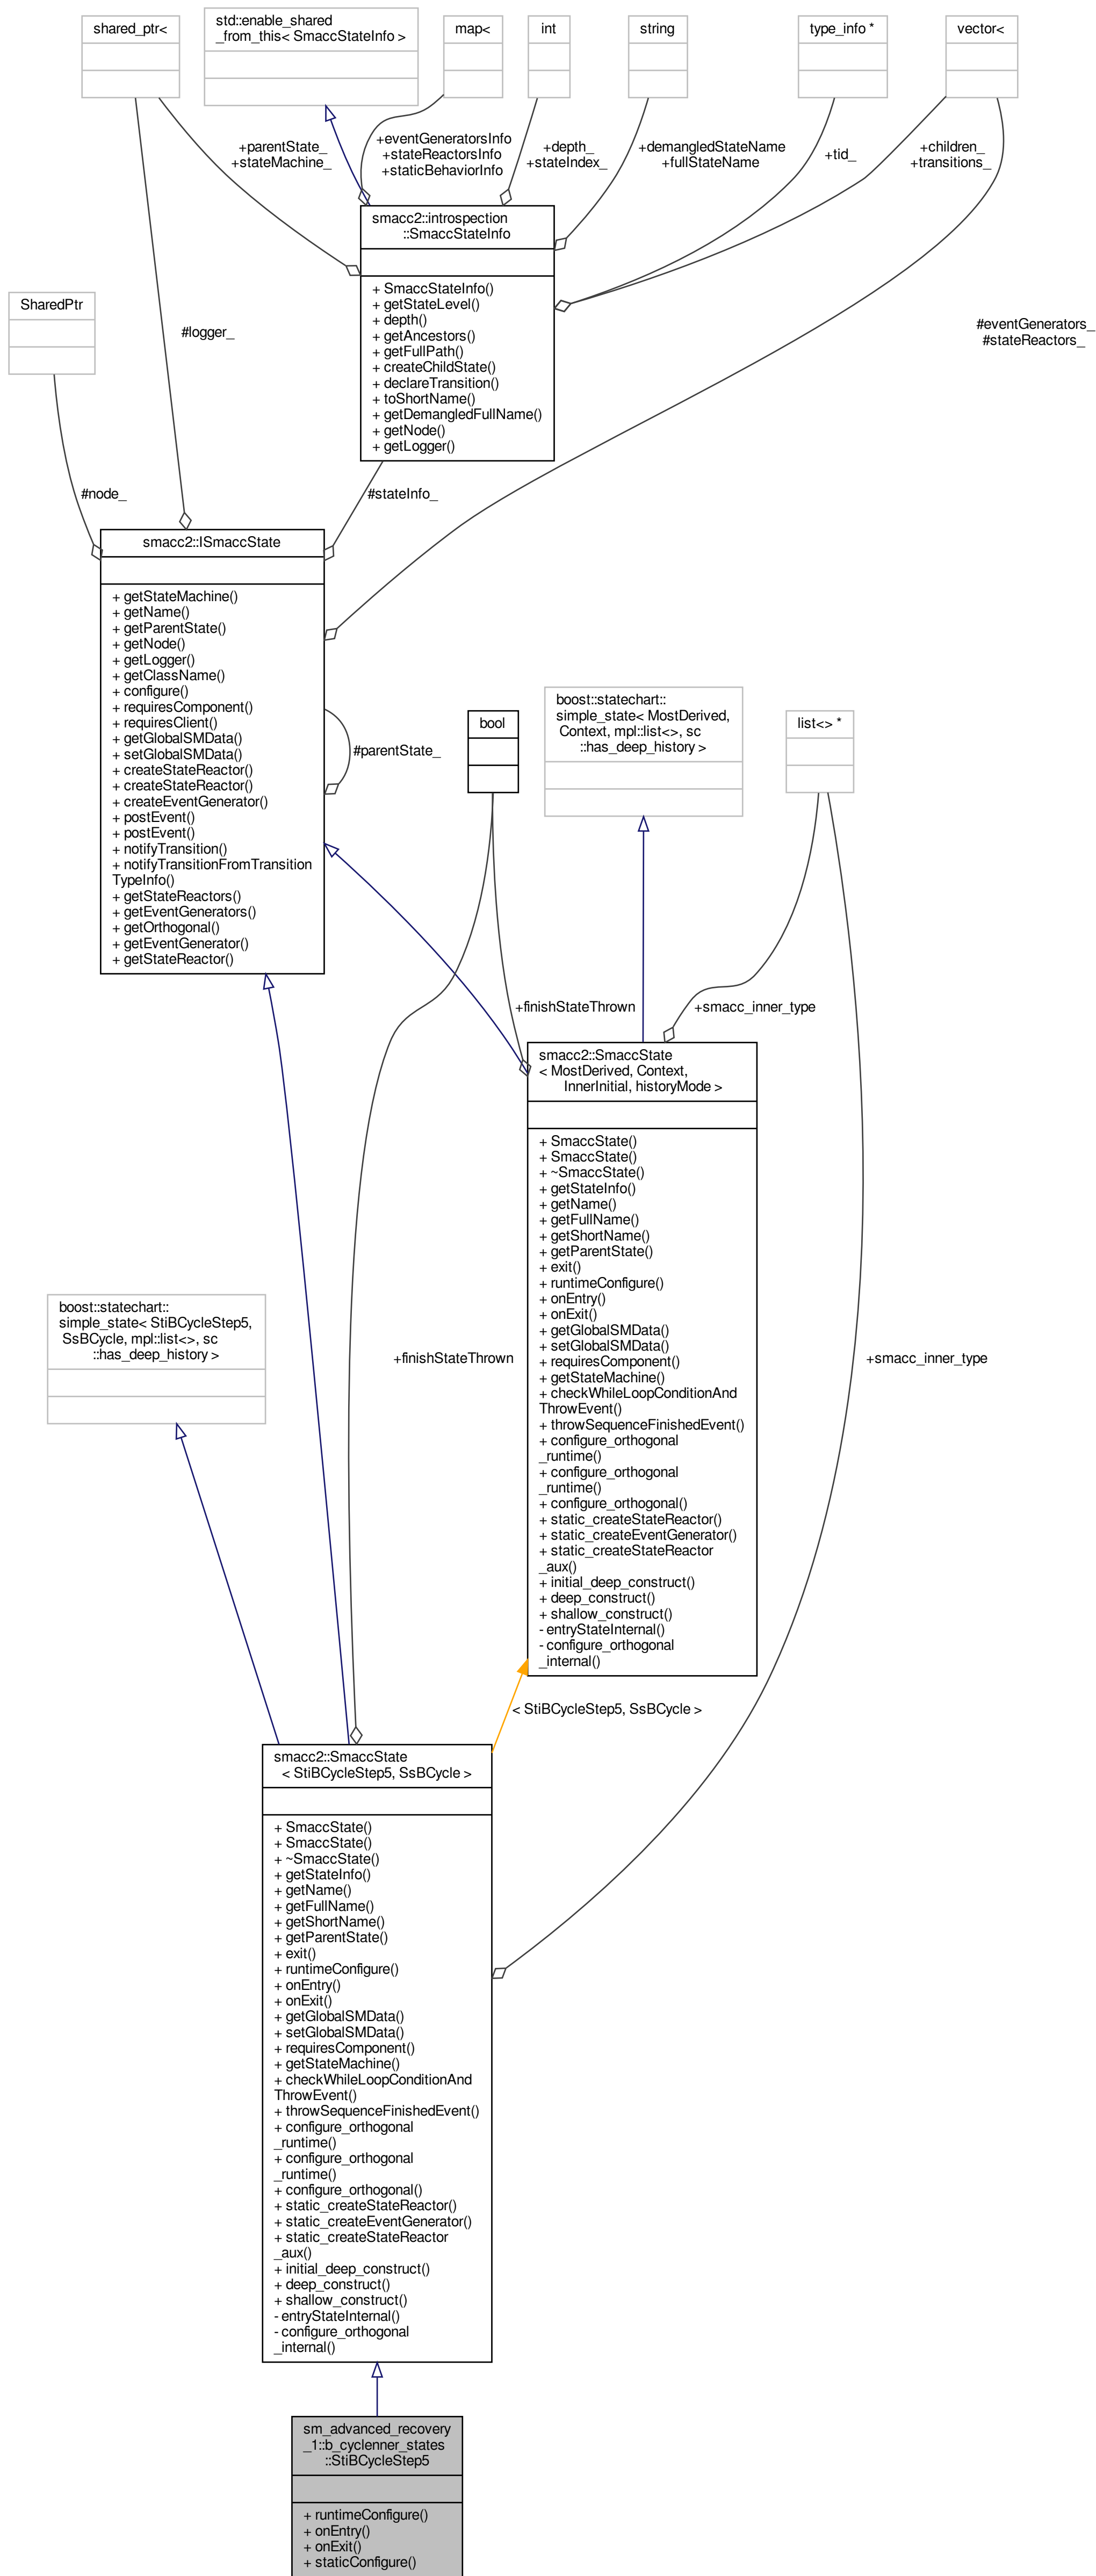 shared_ptr<
std::enable_shared
_from_this< SmaccStateInfo >
map<
int
string
type_info *
vector<
+parentState_
+stateMachine_
+eventGeneratorsInfo
+stateReactorsInfo
+staticBehaviorInfo
+depth_
+stateIndex_
+demangledStateName
+fullStateName
+tid_
+children_
+transitions_
smacc2::introspection
::SmaccStateInfo
+ SmaccStateInfo()
+ getStateLevel()
+ depth()
+ getAncestors()
+ getFullPath()
+ createChildState()
+ declareTransition()
+ toShortName()
+ getDemangledFullName()
+ getNode()
+ getLogger()
SharedPtr
#logger_
#eventGenerators_
#stateReactors_
#node_
#stateInfo_
smacc2::ISmaccState
+ getStateMachine()
+ getName()
+ getParentState()
+ getNode()
+ getLogger()
+ getClassName()
+ configure()
+ requiresComponent()
+ requiresClient()
+ getGlobalSMData()
+ setGlobalSMData()
+ createStateReactor()
+ createStateReactor()
+ createEventGenerator()
+ postEvent()
+ postEvent()
+ notifyTransition()
+ notifyTransitionFromTransition
TypeInfo()
+ getStateReactors()
+ getEventGenerators()
+ getOrthogonal()
+ getEventGenerator()
+ getStateReactor()
#parentState_
bool
boost::statechart::
simple_state< MostDerived,
Context, mpl::list<>, sc
::has_deep_history >
list<> *
+finishStateThrown
+smacc_inner_type
smacc2::SmaccState
< MostDerived, Context,
InnerInitial, historyMode >
+ SmaccState()
+ SmaccState()
+ ~SmaccState()
+ getStateInfo()
+ getName()
+ getFullName()
+ getShortName()
+ getParentState()
+ exit()
+ runtimeConfigure()
+ onEntry()
+ onExit()
+ getGlobalSMData()
+ setGlobalSMData()
+ requiresComponent()
+ getStateMachine()
+ checkWhileLoopConditionAnd
ThrowEvent()
+ throwSequenceFinishedEvent()
+ configure_orthogonal
_runtime()
+ configure_orthogonal
_runtime()
+ configure_orthogonal()
+ static_createStateReactor()
+ static_createEventGenerator()
+ static_createStateReactor
_aux()
+ initial_deep_construct()
+ deep_construct()
+ shallow_construct()
- entryStateInternal()
- configure_orthogonal
_internal()
boost::statechart::
simple_state< StiBCycleStep5,
SsBCycle, mpl::list<>, sc
::has_deep_history >
+finishStateThrown
+smacc_inner_type
< StiBCycleStep5, SsBCycle >
smacc2::SmaccState
< StiBCycleStep5, SsBCycle >
+ SmaccState()
+ SmaccState()
+ ~SmaccState()
+ getStateInfo()
+ getName()
+ getFullName()
+ getShortName()
+ getParentState()
+ exit()
+ runtimeConfigure()
+ onEntry()
+ onExit()
+ getGlobalSMData()
+ setGlobalSMData()
+ requiresComponent()
+ getStateMachine()
+ checkWhileLoopConditionAnd
ThrowEvent()
+ throwSequenceFinishedEvent()
+ configure_orthogonal
_runtime()
+ configure_orthogonal
_runtime()
+ configure_orthogonal()
+ static_createStateReactor()
+ static_createEventGenerator()
+ static_createStateReactor
_aux()
+ initial_deep_construct()
+ deep_construct()
+ shallow_construct()
- entryStateInternal()
- configure_orthogonal
_internal()
sm_advanced_recovery
_1::b_cyclenner_states
::StiBCycleStep5
+ runtimeConfigure()
+ onEntry()
+ onExit()
+ staticConfigure()